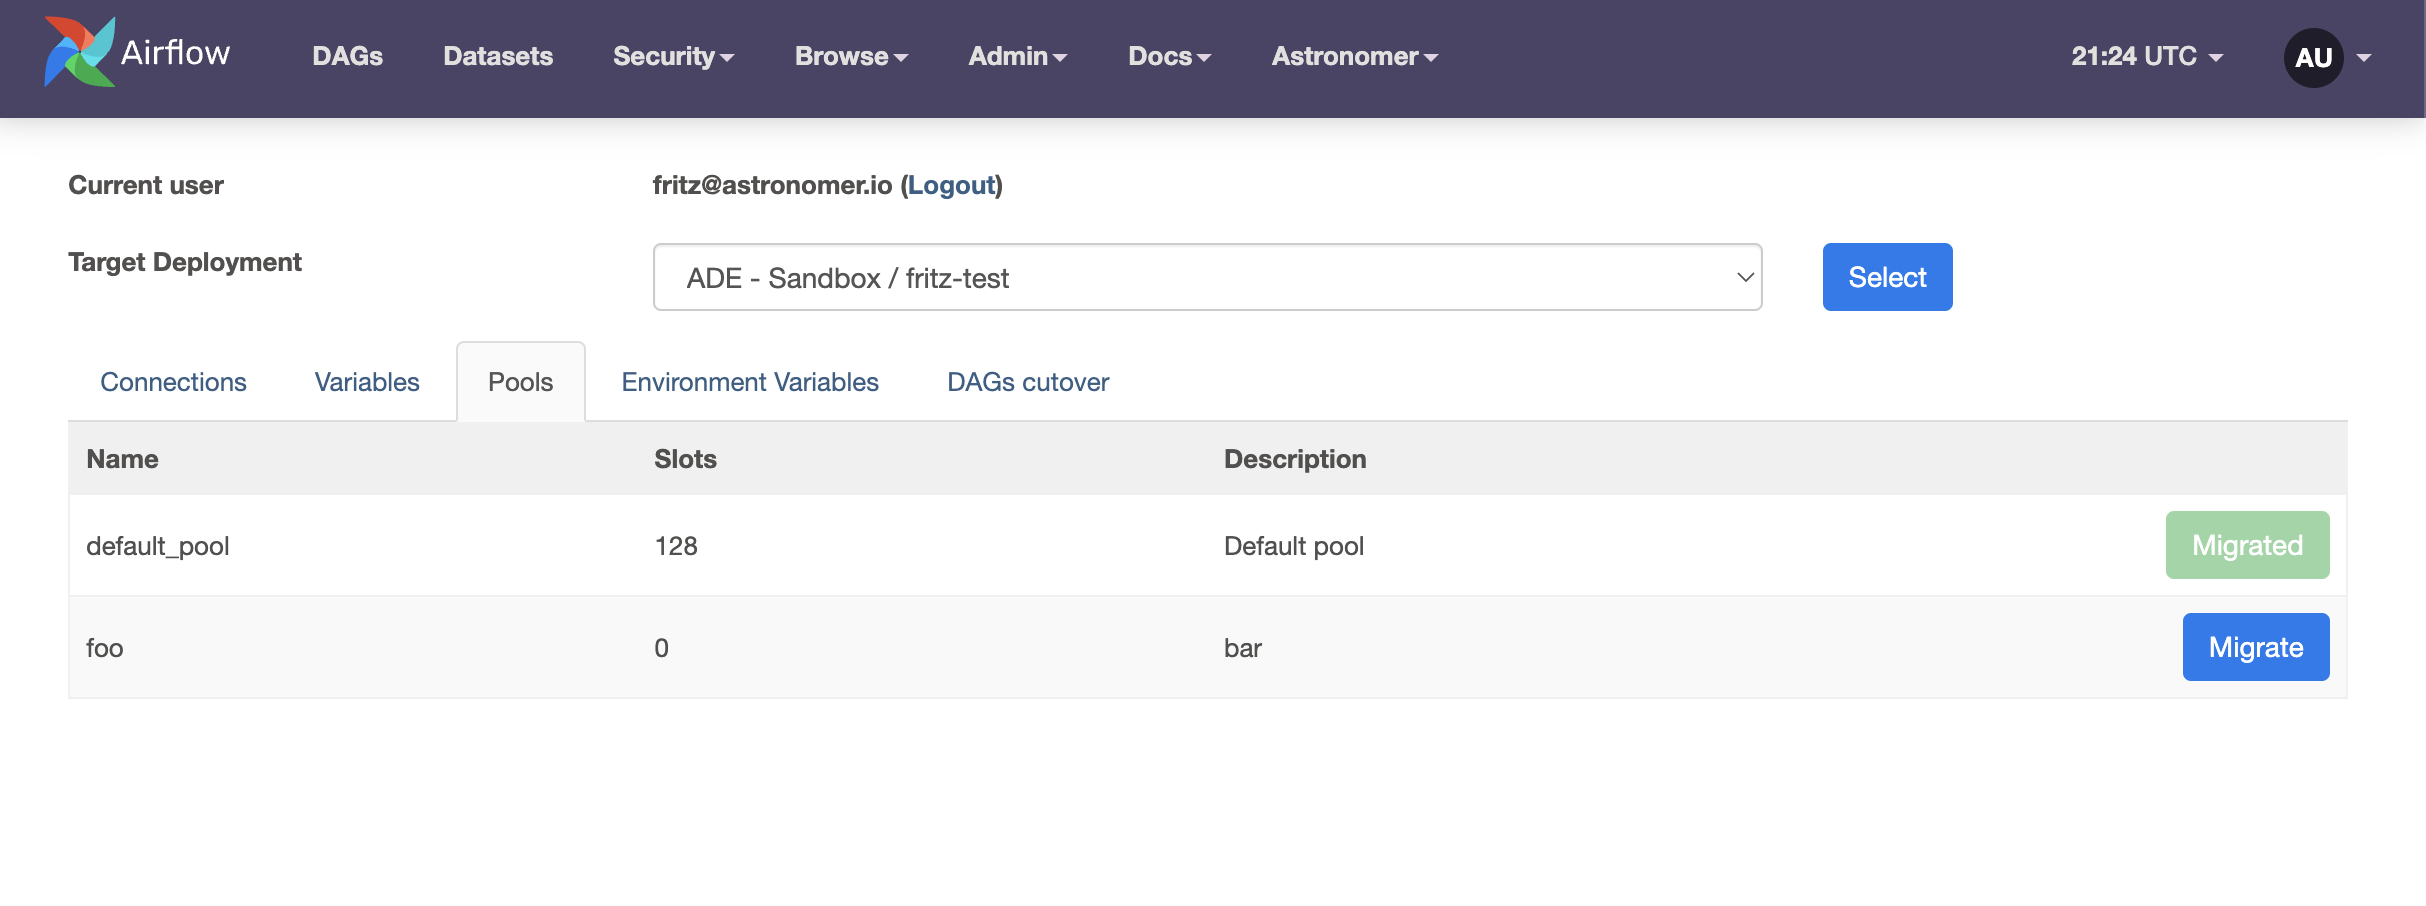 Airflow DAGs Datasets Security Browse Admin Docs Astronomer 21:24 UTC AU
Current user fritz@astronomer.io (Logout)
Target Deployment ADE - Sandbox / fritz-test Select
Connections Variables Pools Environment Variables DAGs cutover
Name Slots Description
default_pool 128 Default pool Migrated
foo 0 bar Migrate